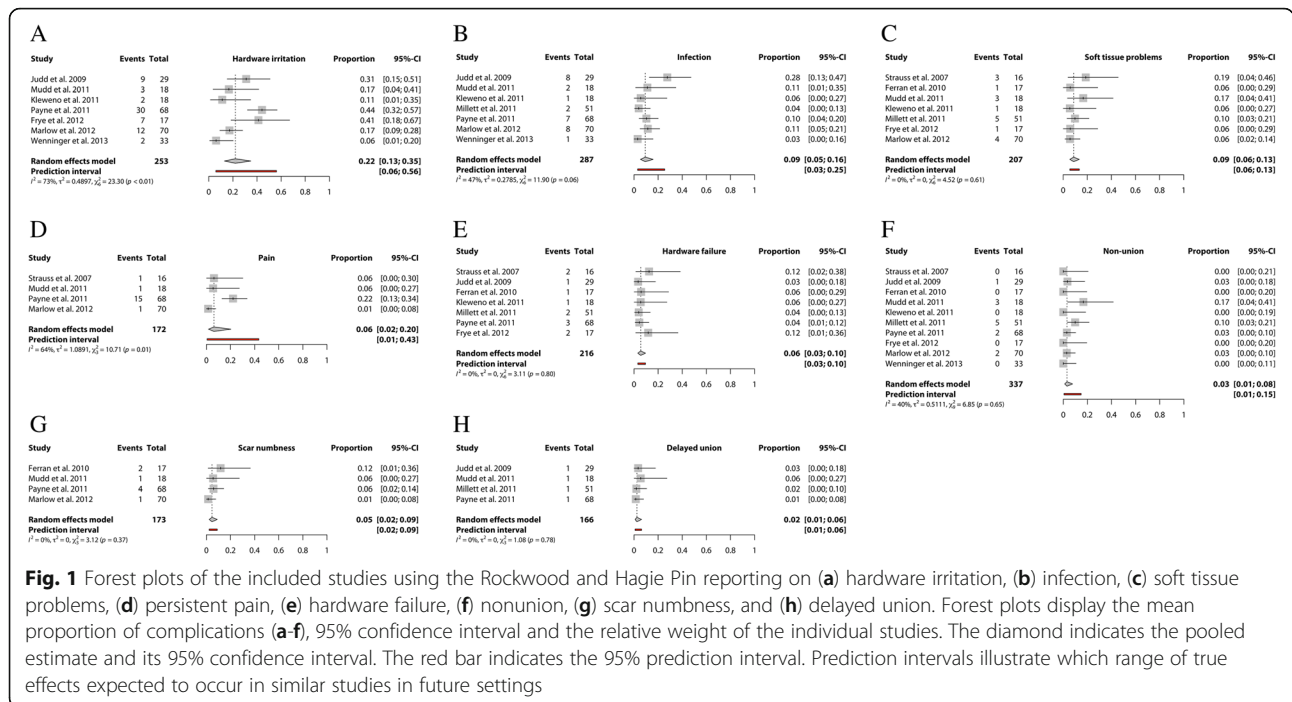 A
Study Events Total Hardware irritation Proportion 95%-CI
Judd et al. 2009 9 29 0.31 [0.15; 0.51]
Mudd et al. 2011 3 18 0.17 [0.04; 0.41]
Kleweno et al. 2011 2 18 0.11 [0.01; 0.35]
Payne et al. 2011 30 68 0.44 [0.32; 0.57]
Frye et al. 2012 7 17 0.41 [0.18; 0.67]
Marlow et al. 2012 12 70 0.17 [0.09; 0.28]
Wenninger et al. 2013 2 33 0.06 [0.01; 0.20]
Random effects model 253 0.22 [0.13; 0.35]
Prediction interval [0.06; 0.56]
I² = 73%, τ² = 0.4897, χ²₆ = 23.30 (p < 0.01)
0 0.2 0.4 0.6 0.8 1
B
Study Events Total Infection Proportion 95%-CI
Judd et al. 2009 8 29 0.28 [0.13; 0.47]
Mudd et al. 2011 2 18 0.11 [0.01; 0.35]
Kleweno et al. 2011 1 18 0.06 [0.00; 0.27]
Millett et al. 2011 2 51 0.04 [0.00; 0.13]
Payne et al. 2011 7 68 0.10 [0.04; 0.20]
Marlow et al. 2012 8 70 0.11 [0.05; 0.21]
Wenninger et al. 2013 1 33 0.03 [0.00; 0.16]
Random effects model 287 0.09 [0.05; 0.16]
Prediction interval [0.03; 0.25]
I² = 47%, τ² = 0.2785, χ²₆ = 11.90 (p = 0.06)
0 0.2 0.4 0.6 0.8 1
C
Study Events Total Soft tissue problems Proportion 95%-CI
Strauss et al. 2007 3 16 0.19 [0.04; 0.46]
Ferran et al. 2010 1 17 0.06 [0.00; 0.29]
Mudd et al. 2011 3 18 0.17 [0.04; 0.41]
Kleweno et al. 2011 1 18 0.06 [0.00; 0.27]
Millett et al. 2011 5 51 0.10 [0.03; 0.21]
Frye et al. 2012 1 17 0.06 [0.00; 0.29]
Marlow et al. 2012 4 70 0.06 [0.02; 0.14]
Random effects model 207 0.09 [0.06; 0.13]
Prediction interval [0.06; 0.13]
I² = 0%, τ² = 0, χ²₆ = 4.52 (p = 0.61)
0 0.2 0.4 0.6 0.8 1
D
Study Events Total Pain Proportion 95%-CI
Strauss et al. 2007 1 16 0.06 [0.00; 0.30]
Mudd et al. 2011 1 18 0.06 [0.00; 0.27]
Payne et al. 2011 15 68 0.22 [0.13; 0.34]
Marlow et al. 2012 1 70 0.01 [0.00; 0.08]
Random effects model 172 0.06 [0.02; 0.20]
Prediction interval [0.01; 0.43]
I² = 64%, τ² = 1.0891, χ²₃ = 10.71 (p = 0.01)
0 0.2 0.4 0.6 0.8 1
E
Study Events Total Hardware failure Proportion 95%-CI
Strauss et al. 2007 2 16 0.12 [0.02; 0.38]
Judd et al. 2009 1 29 0.03 [0.00; 0.18]
Ferran et al. 2010 1 17 0.06 [0.00; 0.29]
Kleweno et al. 2011 1 18 0.06 [0.00; 0.27]
Millett et al. 2011 2 51 0.04 [0.00; 0.13]
Payne et al. 2011 3 68 0.04 [0.01; 0.12]
Frye et al. 2012 2 17 0.12 [0.01; 0.36]
Random effects model 216 0.06 [0.03; 0.10]
Prediction interval [0.03; 0.10]
I² = 0%, τ² = 0, χ²₆ = 3.11 (p = 0.80)
0 0.2 0.4 0.6 0.8 1
F
Study Events Total Non-union Proportion 95%-CI
Strauss et al. 2007 0 16 0.00 [0.00; 0.21]
Judd et al. 2009 1 29 0.03 [0.00; 0.18]
Ferran et al. 2010 0 17 0.00 [0.00; 0.20]
Mudd et al. 2011 3 18 0.17 [0.04; 0.41]
Kleweno et al. 2011 0 18 0.00 [0.00; 0.19]
Millett et al. 2011 5 51 0.10 [0.03; 0.21]
Payne et al. 2011 2 68 0.03 [0.00; 0.10]
Frye et al. 2012 0 17 0.00 [0.00; 0.20]
Marlow et al. 2012 2 70 0.03 [0.00; 0.10]
Wenninger et al. 2013 0 33 0.00 [0.00; 0.11]
Random effects model 337 0.03 [0.01; 0.08]
Prediction interval [0.01; 0.15]
I² = 40%, τ² = 0.5111, = 6.85 (p = 0.65)
0 0.2 0.4 0.6 0.8 1
G
Study Events Total Scar numbness Proportion 95%-CI
Ferran et al. 2010 2 17 0.12 [0.01; 0.36]
Mudd et al. 2011 1 18 0.06 [0.00; 0.27]
Payne et al. 2011 4 68 0.06 [0.02; 0.14]
Marlow et al. 2012 1 70 0.01 [0.00; 0.08]
Random effects model 173 0.05 [0.02; 0.09]
Prediction interval [0.02; 0.09]
I² = 0%, τ² = 0, χ²₃ = 3.12 (p = 0.37)
0 0.2 0.4 0.6 0.8 1
H
Study Events Total Delayed union Proportion 95%-CI
Judd et al. 2009 1 29 0.03 [0.00; 0.18]
Mudd et al. 2011 1 18 0.06 [0.00; 0.27]
Millett et al. 2011 1 51 0.02 [0.00; 0.10]
Payne et al. 2011 1 68 0.01 [0.00; 0.08]
Random effects model 166 0.02 [0.01; 0.06]
Prediction interval [0.01; 0.06]
I² = 0%, τ² = 0, χ²₃ = 1.08 (p = 0.78)
0 0.2 0.4 0.6 0.8 1
Fig. 1 Forest plots of the included studies using the Rockwood and Hagie Pin reporting on (a) hardware irritation, (b) infection, (c) soft tissue
problems, (d) persistent pain, (e) hardware failure, (f) nonunion, (g) scar numbness, and (h) delayed union. Forest plots display the mean
proportion of complications (a-f), 95% confidence interval and the relative weight of the individual studies. The diamond indicates the pooled
estimate and its 95% confidence interval. The red bar indicates the 95% prediction interval. Prediction intervals illustrate which range of true
effects expected to occur in similar studies in future settings